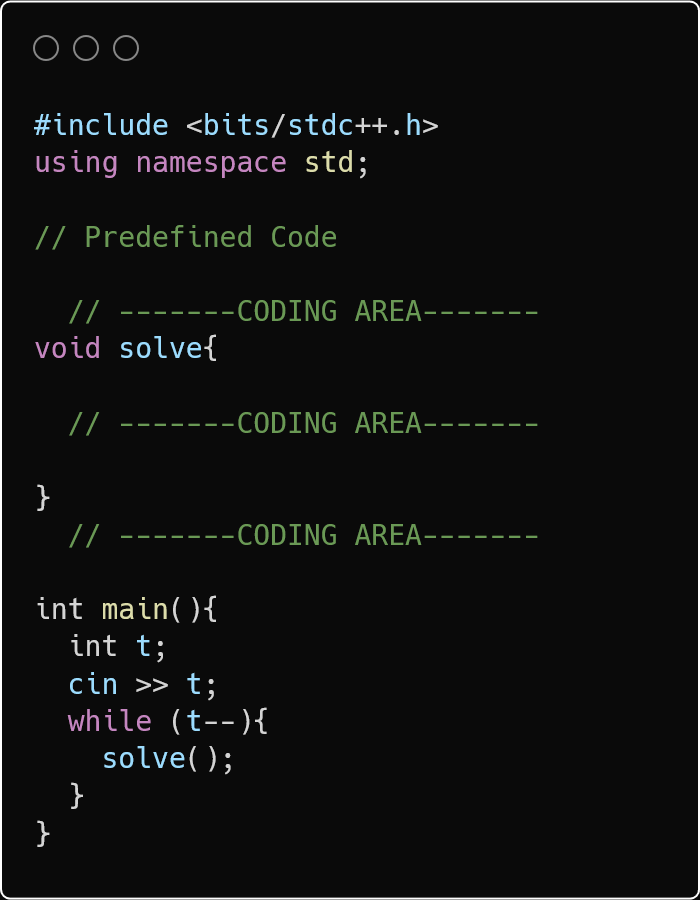 #include <bits/stdc++.h>
using namespace std;

// Predefined Code

  // -------CODING AREA-------
void solve{

  // -------CODING AREA-------

}
  // -------CODING AREA-------

int main(){
  int t;
  cin >> t;
  while (t--){
    solve();
  }
}